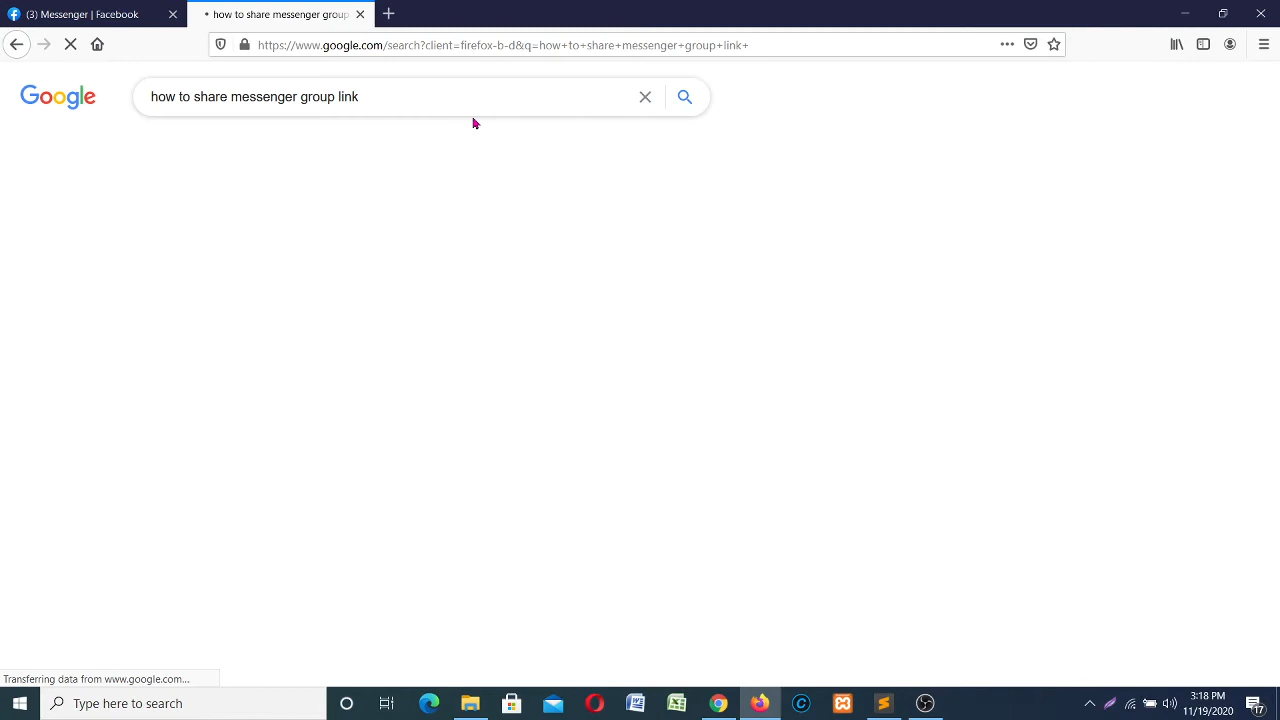 (3) Messenger | Facebook
how to share messenger group
https://www.google.com/search?client=firefox-b-d&q=how+to+share+messenger+group+link+
Google
how to share messenger group link
Transferring data from www.google.com...
Type here to search
3:18 PM
11/19/2020
17